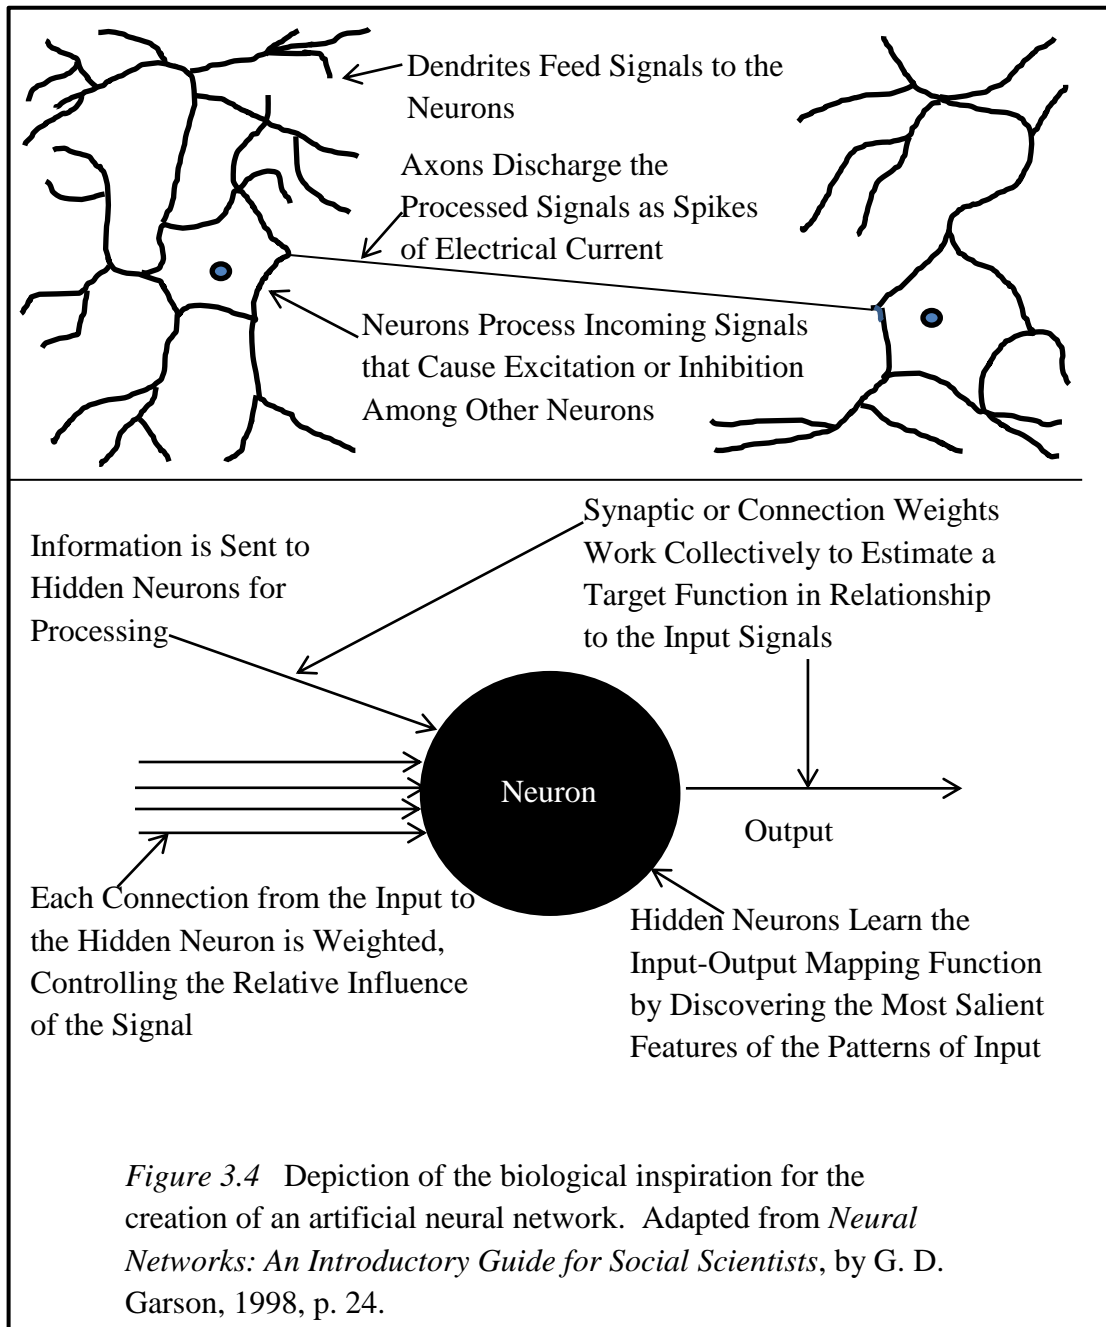 Dendrites Feed Signals to the
Neurons
Axons Discharge the
Processed Signals as Spikes
of Electrical Current
Neurons Process Incoming Signals
that Cause Excitation or Inhibition
Among Other Neurons
Synaptic or Connection Weights
Work Collectively to Estimate a
Target Function in Relationship
to the Input Signals
Information is Sent to
Hidden Neurons for
Processing
Neuron
Output
Each Connection from the Input to
the Hidden Neuron is Weighted,
Controlling the Relative Influence
of the Signal
Hidden Neurons Learn the
Input-Output Mapping Function
by Discovering the Most Salient
Features of the Patterns of Input
Figure 3.4 Depiction of the biological inspiration for the
creation of an artificial neural network. Adapted from Neural
Networks: An Introductory Guide for Social Scientists, by G. D.
Garson, 1998, p. 24.